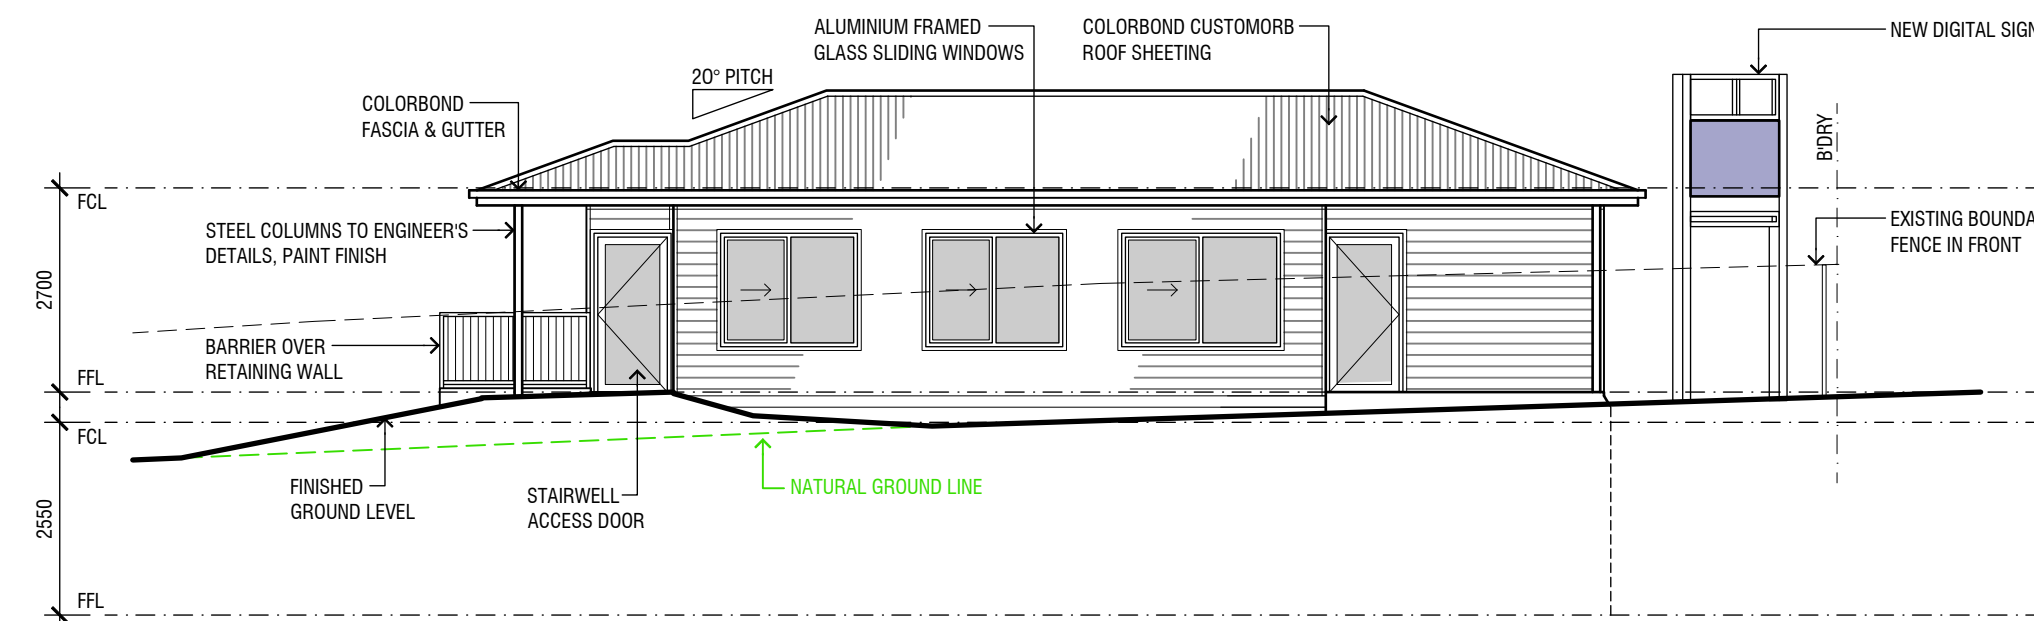 ALUMINIUM FRAMED
GLASS SLIDING WINDOWS
COLORBOND CUSTOMORB
ROOF SHEETING
NEW DIGITAL SIGN
20° PITCH
COLORBOND
FASCIA & GUTTER
B'DRY
FCL
STEEL COLUMNS TO ENGINEER'S
DETAILS, PAINT FINISH
EXISTING BOUNDA
FENCE IN FRONT
2700
BARRIER OVER
RETAINING WALL
FFL
FCL
FINISHED
GROUND LEVEL
STAIRWELL
ACCESS DOOR
NATURAL GROUND LINE
2550
FFL